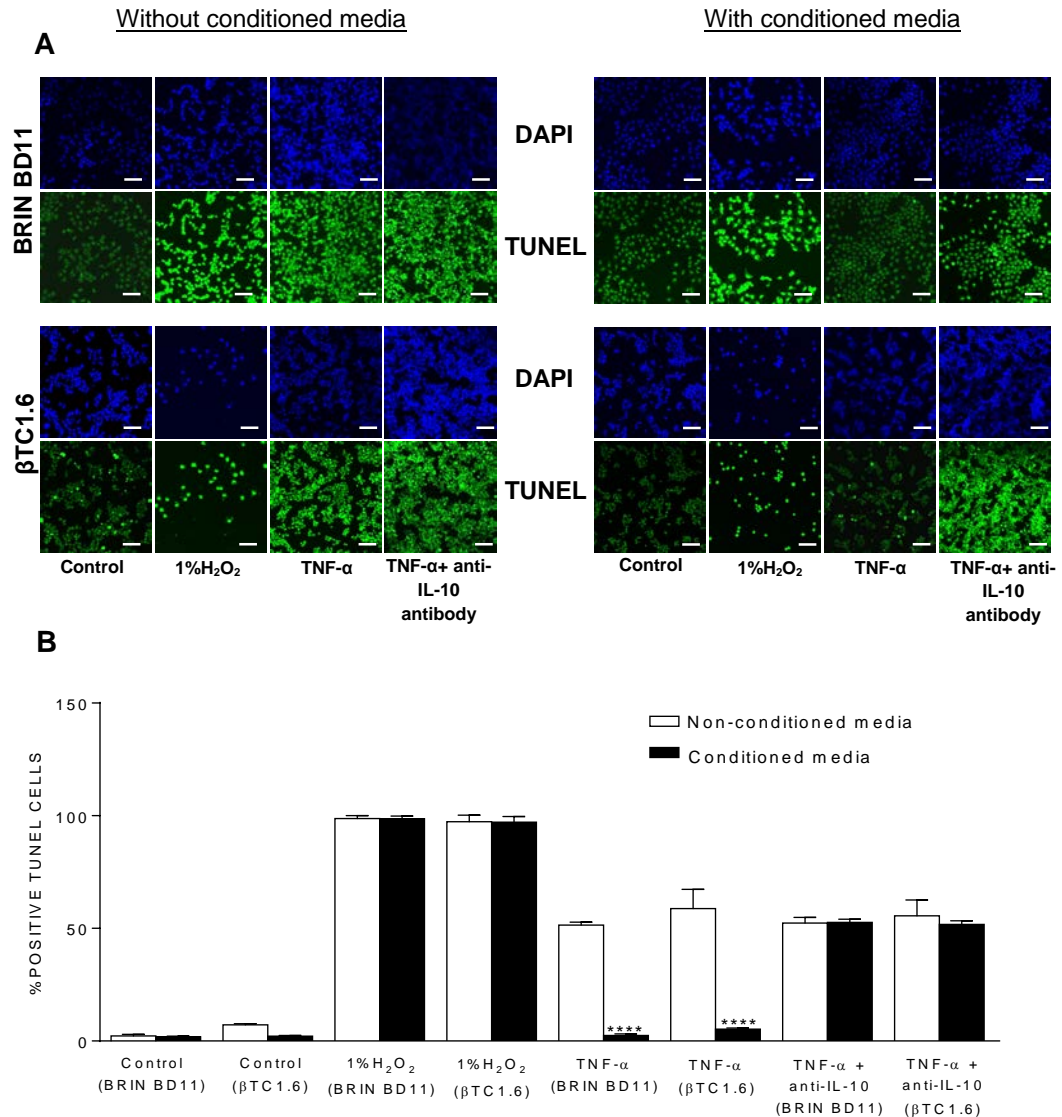 Without conditioned media
With conditioned media
A
BRIN BD11
DAPI
TUNEL
βTC1.6
DAPI
TUNEL
Control
1%H₂O₂
TNF-α
TNF-α+ anti-
IL-10
antibody
Control
1%H₂O₂
TNF-α
TNF-α+ anti-
IL-10
antibody
B
%POSITIVE TUNEL CELLS
150
100
50
0
Non-conditioned media
Conditioned media
****
****
Control
(BRIN BD11)
Control
(βTC1.6)
1%H₂O₂
(BRIN BD11)
1%H₂O₂
(βTC1.6)
TNF-α
(BRIN BD11)
TNF-α
(βTC1.6)
TNF-α +
anti-IL-10
(BRIN BD11)
TNF-α +
anti-IL-10
(βTC1.6)